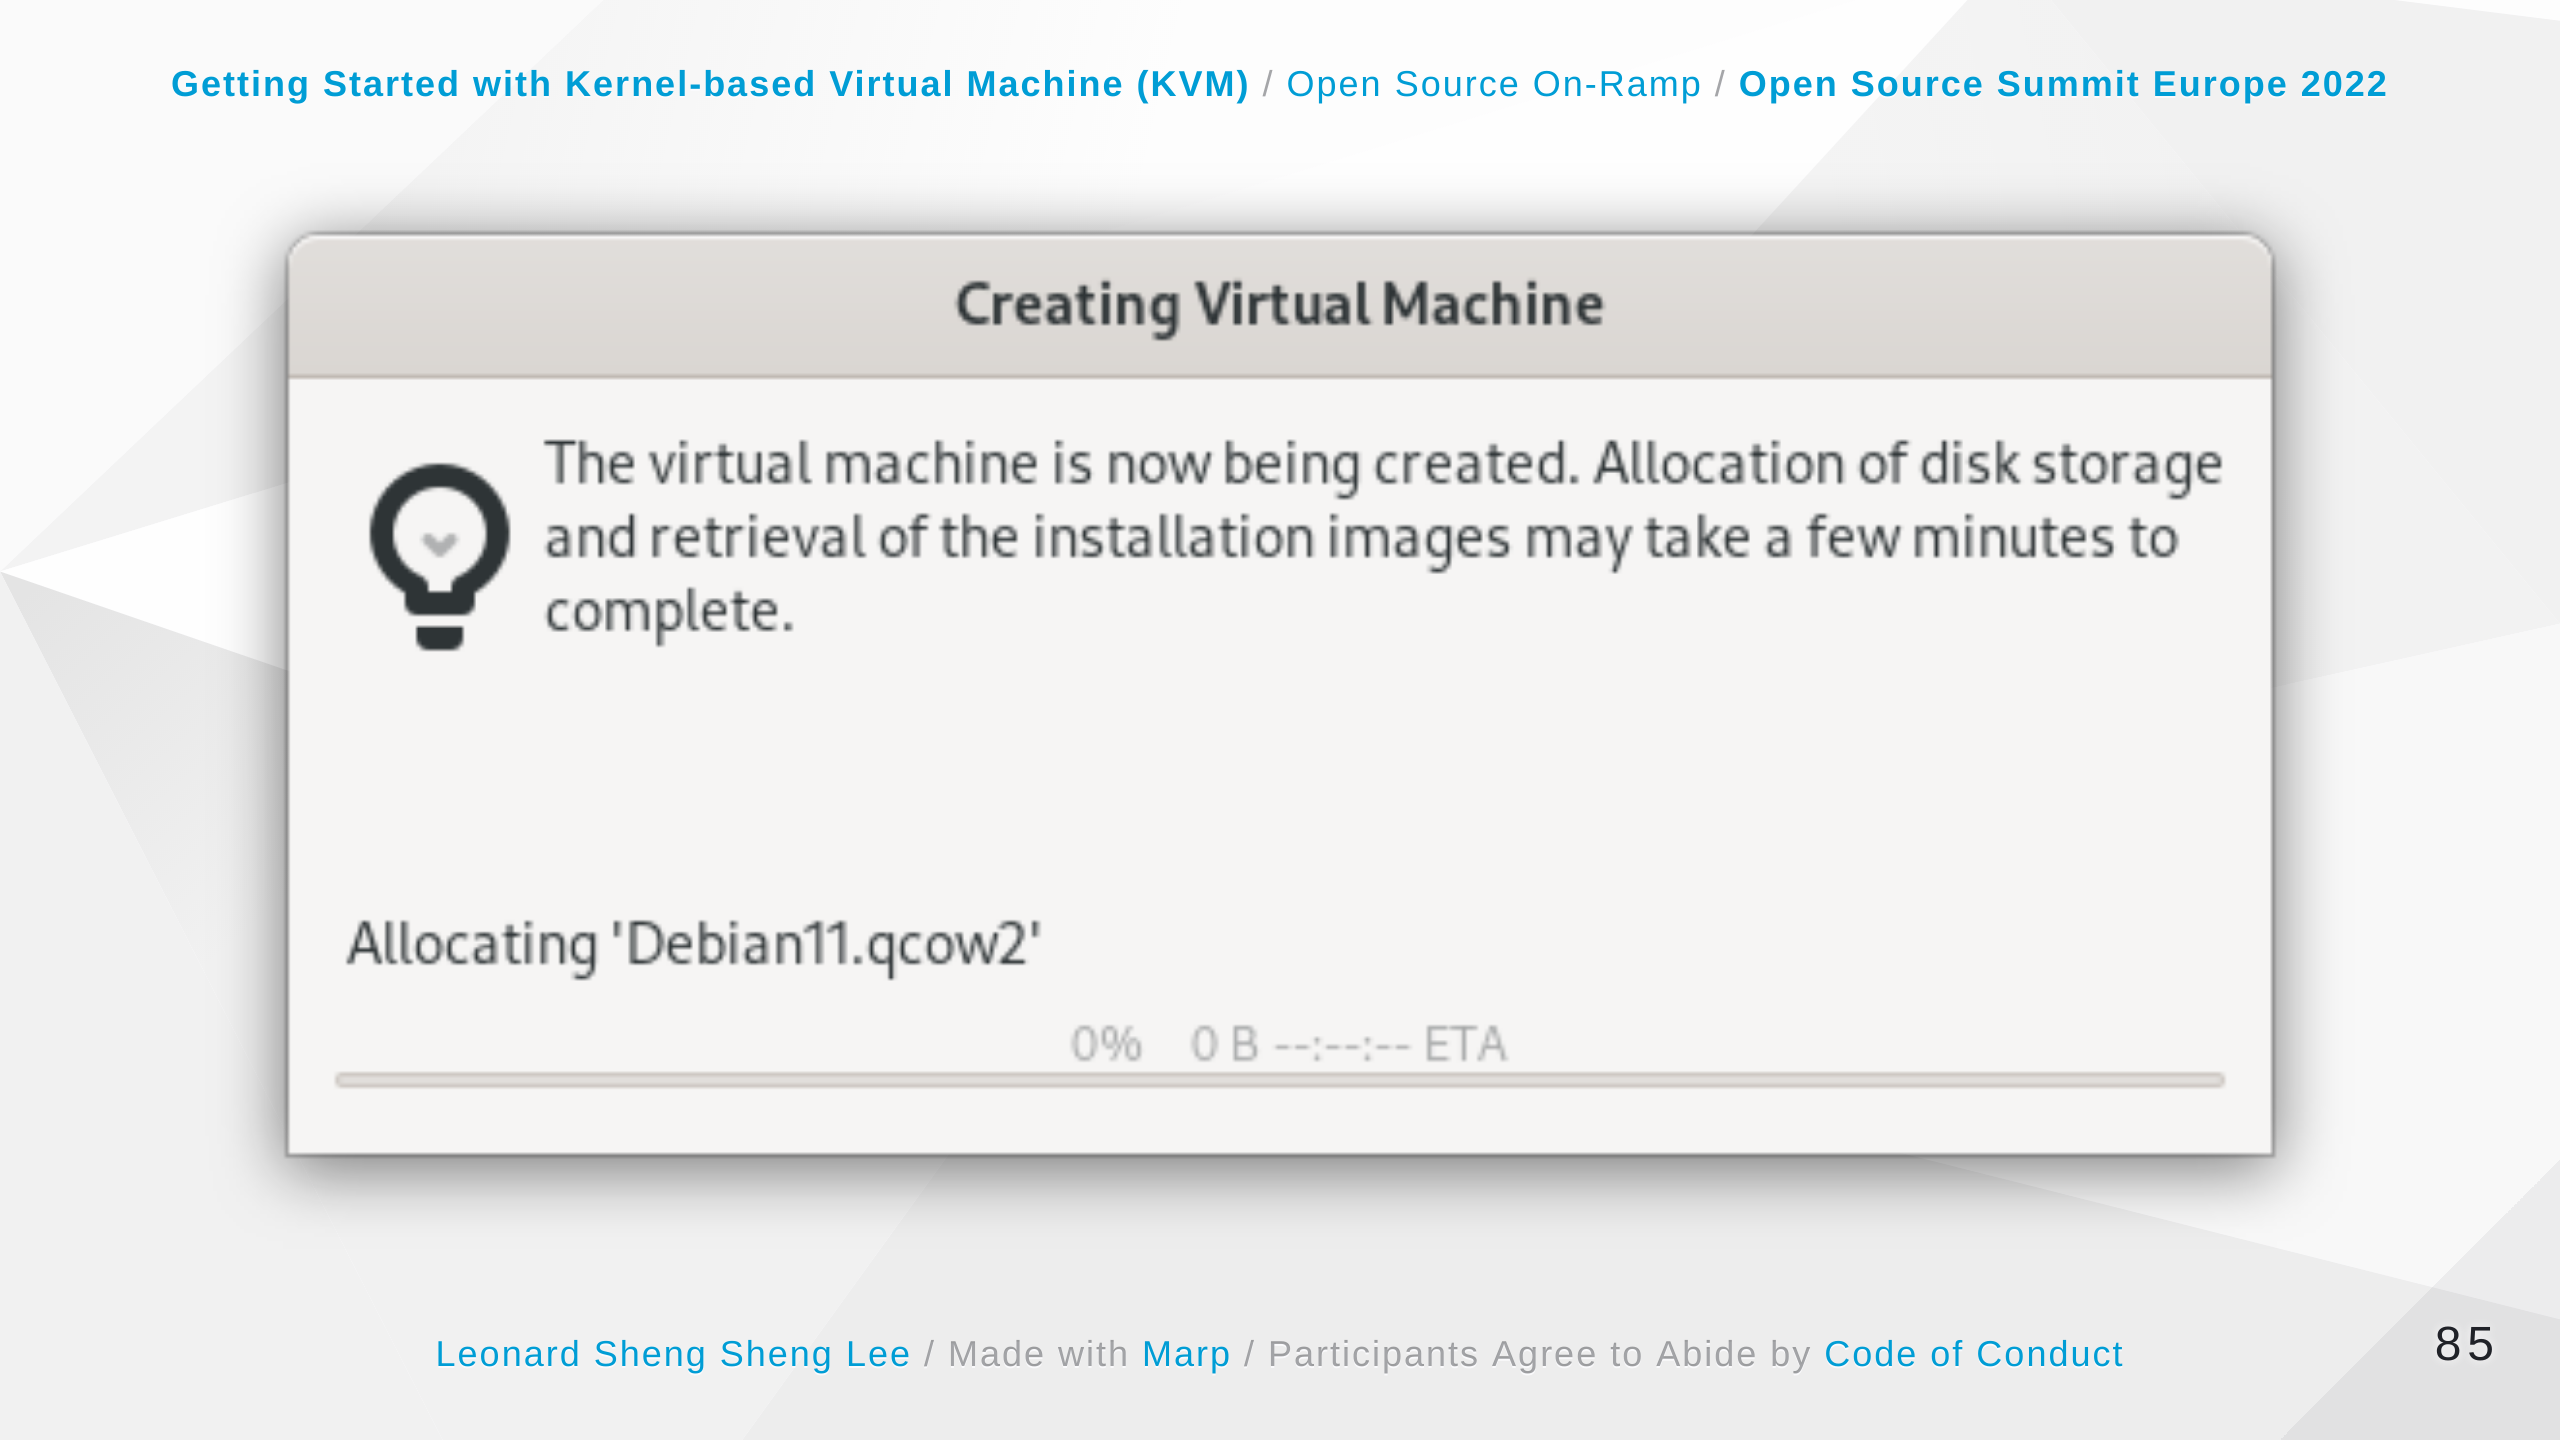 Getting Started with Kernel-based Virtual Machine (KVM) / Open Source On-Ramp / Open Source Summit Europe 2022
Creating Virtual Machine
The virtual machine is now being created. Allocation of disk storage
and retrieval of the installation images may take a few minutes to
complete.
Allocating 'Debian11.qcow2'
0% 0 B --:--:-- ETA
Leonard Sheng Sheng Lee / Made with Marp / Participants Agree to Abide by Code of Conduct
85